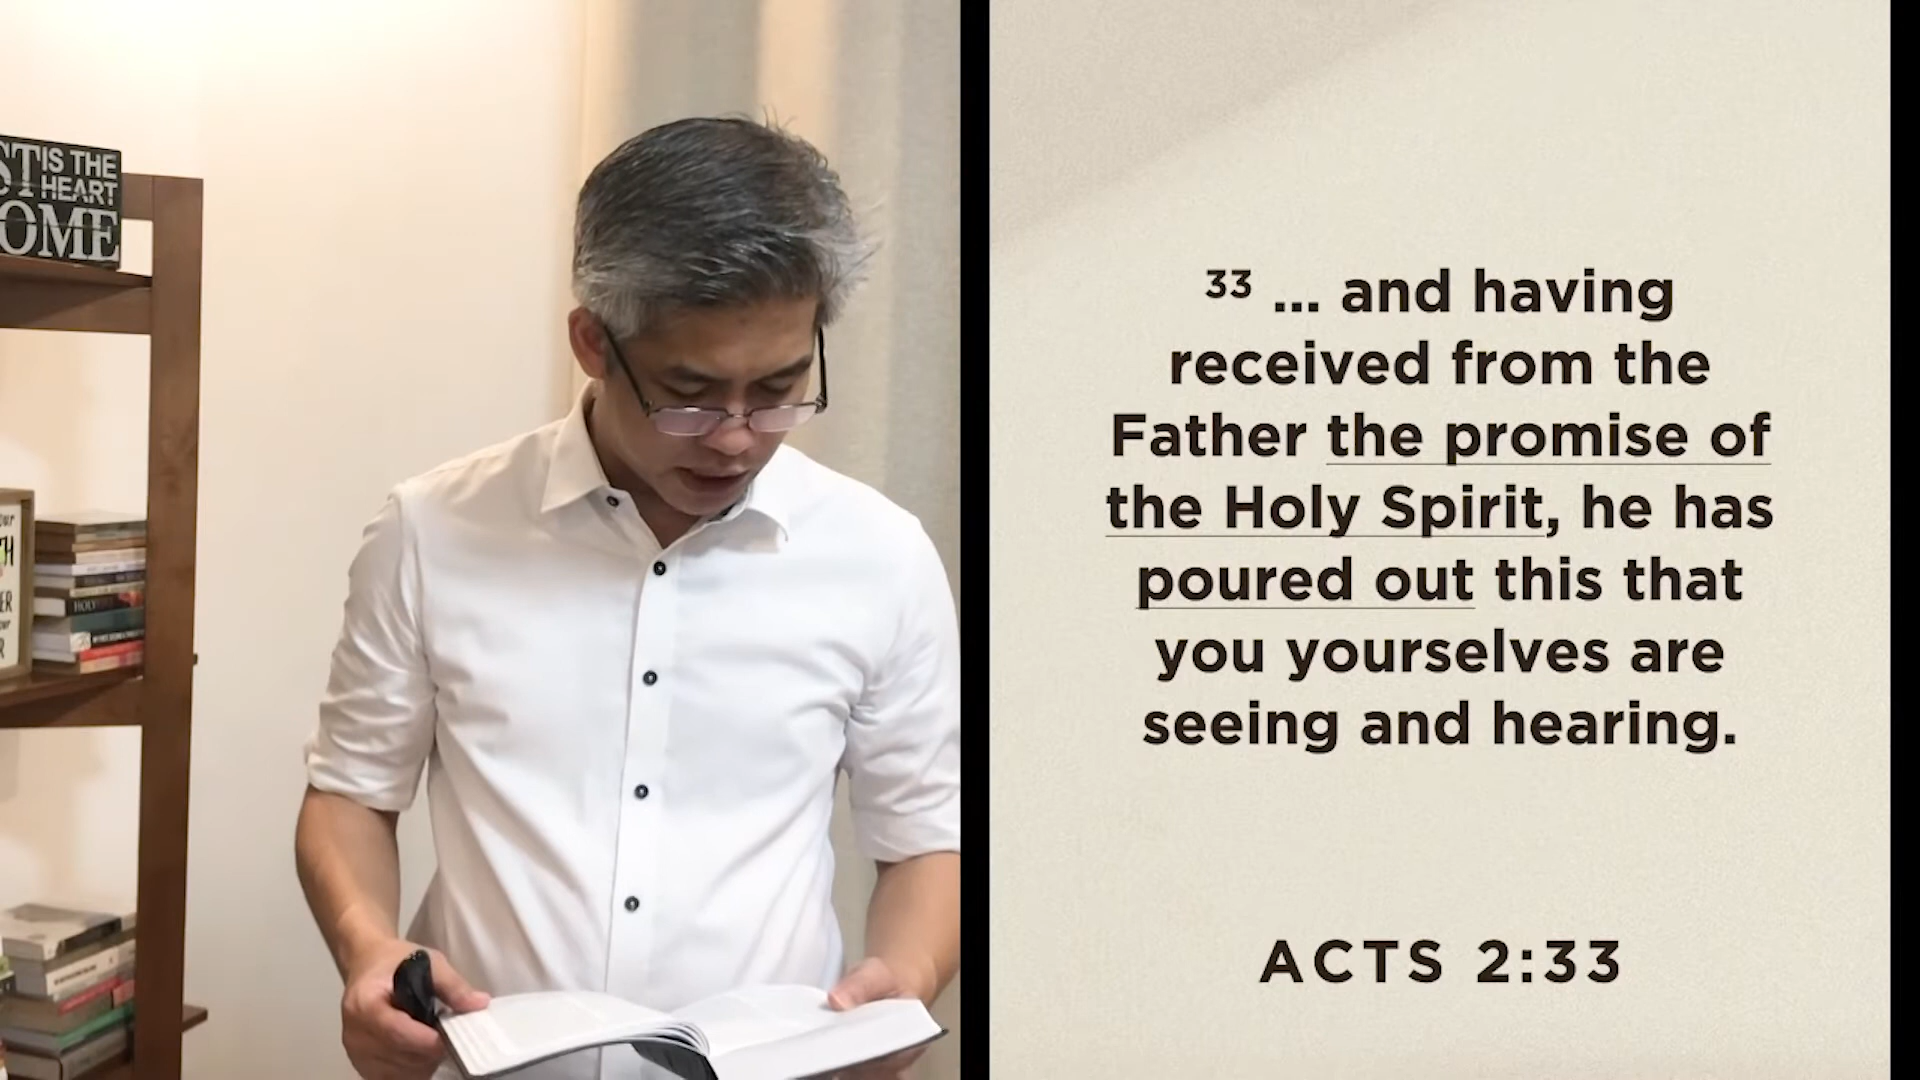 IS THE
HEART
OME
HOLY
33 ... and having
received from the
Father the promise of
the Holy Spirit, he has
poured out this that
you yourselves are
seeing and hearing.
ACTS 2:33